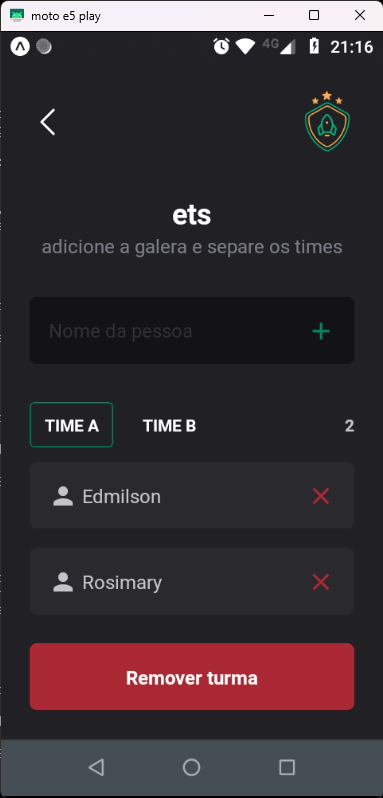 moto e5 play
4G
21:16
ets
adicione a galera e separe os times
Nome da pessoa
TIME A
TIME B
2
Edmilson
Rosimary
Remover turma